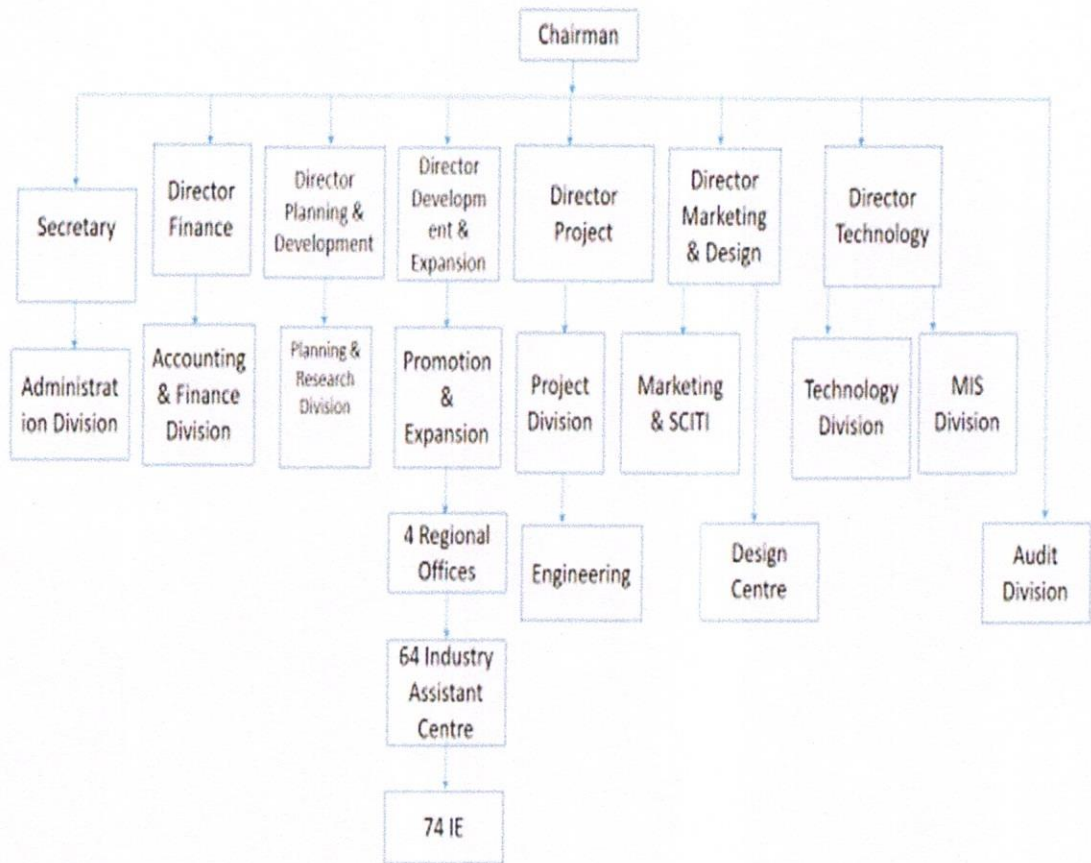 Chairman
Secretary
Director
Finance
Director
Planning &
Development
Director
Developm
ent &
Expansion
Director
Project
Director
Marketing
& Design
Director
Technology
Administrat
ion Division
Accounting
& Finance
Division
Planning &
Research
Division
Promotion
&
Expansion
Project
Division
Marketing
& SCITI
Technology
Division
MIS
Division
4 Regional
Offices
Engineering
Design
Centre
Audit
Division
64 Industry
Assistant
Centre
74 IE